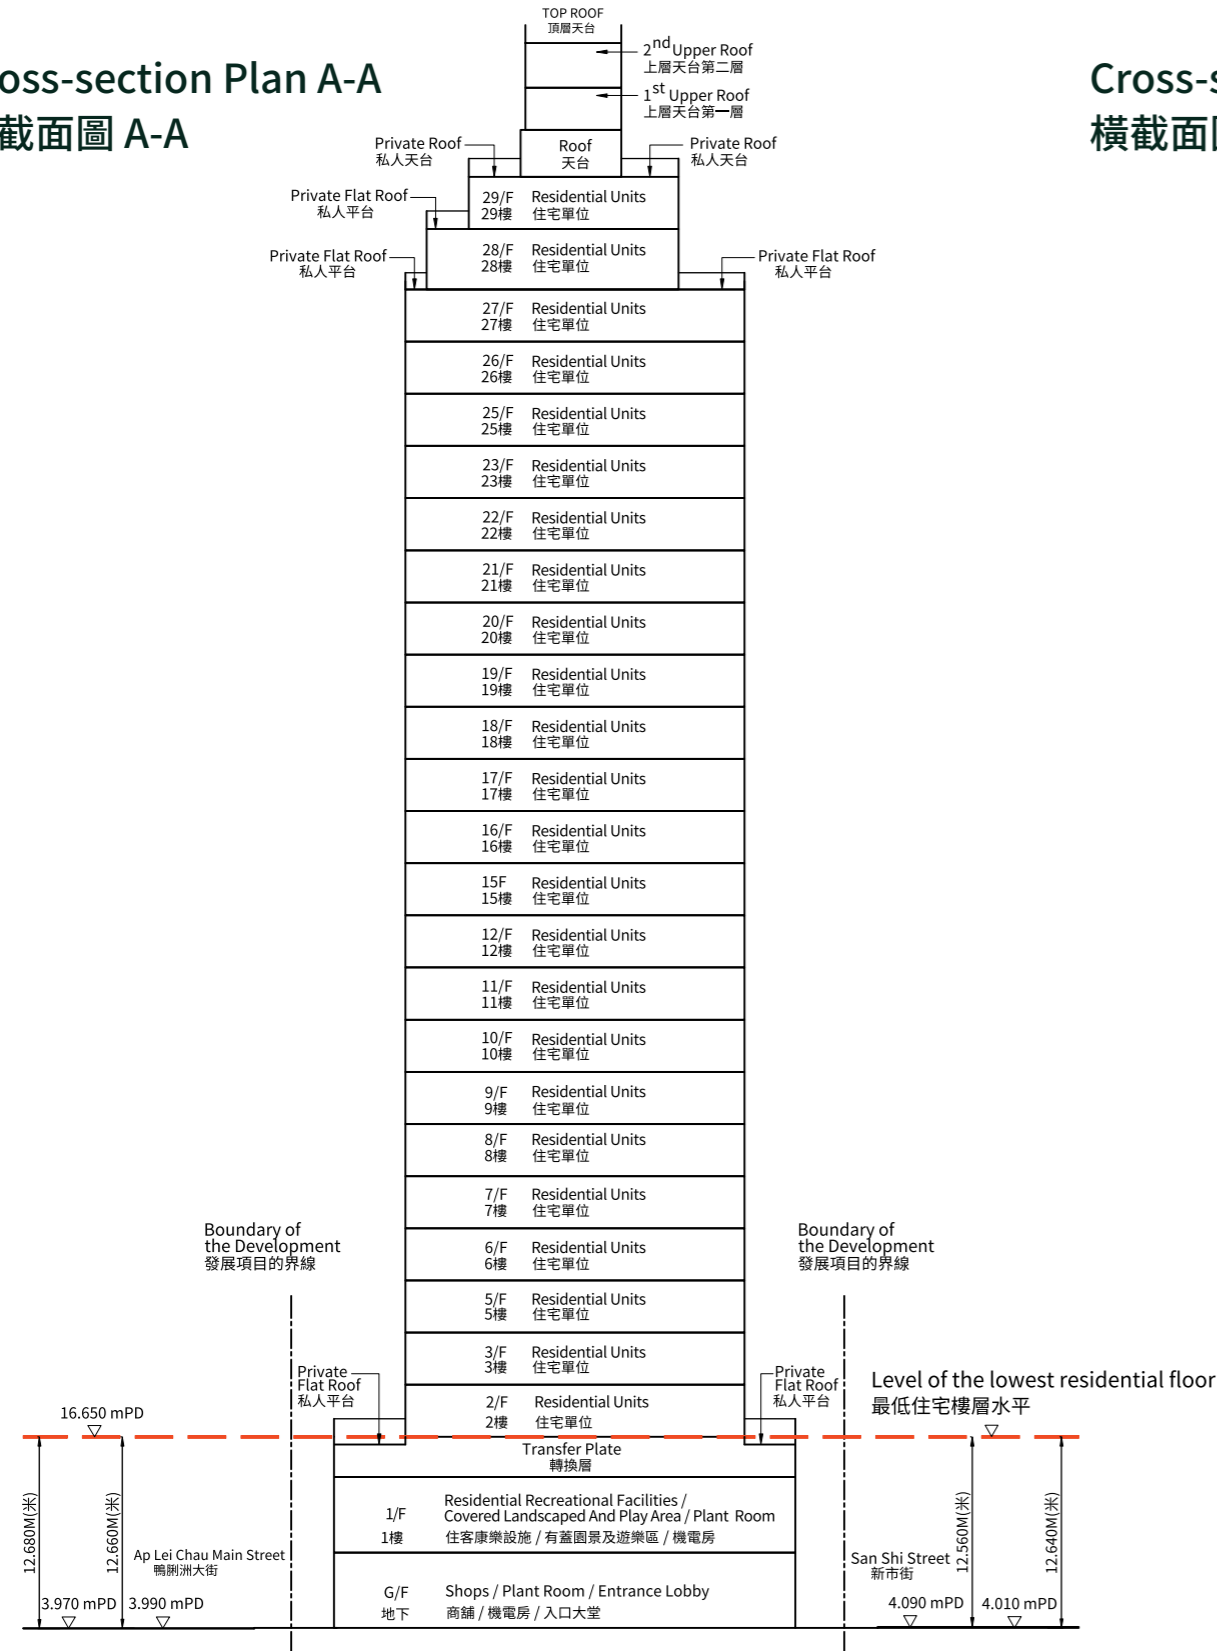 TOP ROOF
頂層天台
2nd Upper Roof
上層天台第二層
oss-section Plan A-A
截面圖 A-A
Cross-s
橫截面
1st Upper Roof
上層天台第一層
Private Roof
私人天台
Roof
天台
Private Roof
私人天台
Private Flat Roof
私人平台
29/F Residential Units
29樓 住宅單位
Private Flat Roof
私人平台
28/F Residential Units
28樓 住宅單位
Private Flat Roof
私人平台
27/F Residential Units
27樓 住宅單位
26/F Residential Units
26樓 住宅單位
25/F Residential Units
25樓 住宅單位
23/F Residential Units
23樓 住宅單位
22/F Residential Units
22樓 住宅單位
21/F Residential Units
21樓 住宅單位
20/F Residential Units
20樓 住宅單位
19/F Residential Units
19樓 住宅單位
18/F Residential Units
18樓 住宅單位
17/F Residential Units
17樓 住宅單位
16/F Residential Units
16樓 住宅單位
15F Residential Units
15樓 住宅單位
12/F Residential Units
12樓 住宅單位
11/F Residential Units
11樓 住宅單位
10/F Residential Units
10樓 住宅單位
9/F Residential Units
9樓 住宅單位
8/F Residential Units
8樓 住宅單位
7/F Residential Units
7樓 住宅單位
Boundary of
the Development
發展項目的界線
6/F Residential Units
6樓 住宅單位
Boundary of
the Development
發展項目的界線
5/F Residential Units
5樓 住宅單位
3/F Residential Units
3樓 住宅單位
Private
Flat Roof
私人平台
2/F Residential Units
2樓 住宅單位
Private
Flat Roof
私人平台
Level of the lowest residential floor
最低住宅樓層水平
16.650 mPD
Transfer Plate
轉換層
1/F Residential Recreational Facilities /
Covered Landscaped And Play Area / Plant Room
1樓 住客康樂設施 / 有蓋園景及遊樂區 / 機電房
12.680M(米)
12.660M(米)
Ap Lei Chau Main Street
鴨脷洲大街
San Shi Street
新市街
12.560M(米)
12.640M(米)
G/F Shops / Plant Room / Entrance Lobby
地下 商舖 / 機電房 / 入口大堂
3.970 mPD 3.990 mPD
4.090 mPD 4.010 mPD